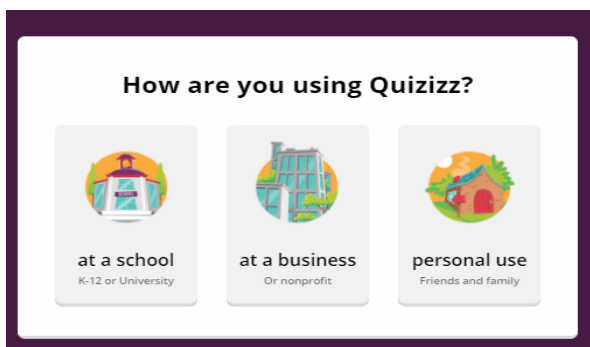 How are you using Quizizz?
at a school
K-12 or University
at a business
Or nonprofit
personal use
Friends and family